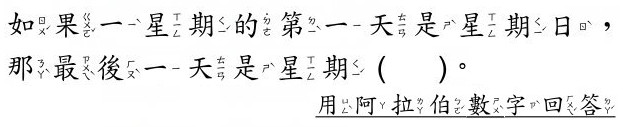 如果一星期的第一天是星期日，
那最後一天是星期 (　　)。
用阿拉伯數字回答